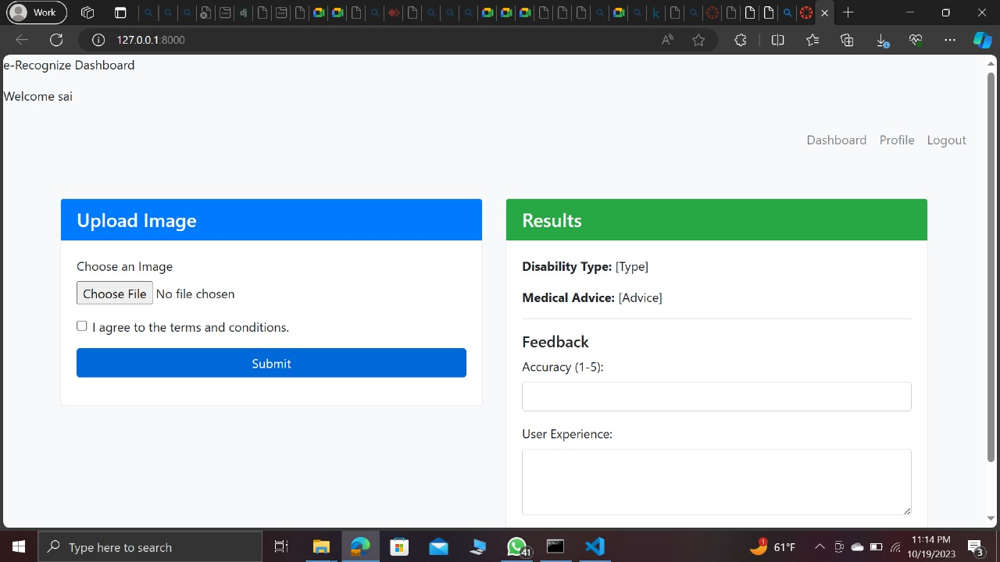 Work
dj
k
127.0.0.1:8000
e-Recognize Dashboard
Welcome sai
Dashboard Profile Logout
Upload Image
Choose an Image
Choose File No file chosen
I agree to the terms and conditions.
Submit
Results
Disability Type: [Type]
Medical Advice: [Advice]
Feedback
Accuracy (1-5):
User Experience:
Type here to search
41
1
61°F
11:14 PM
10/19/2023
3